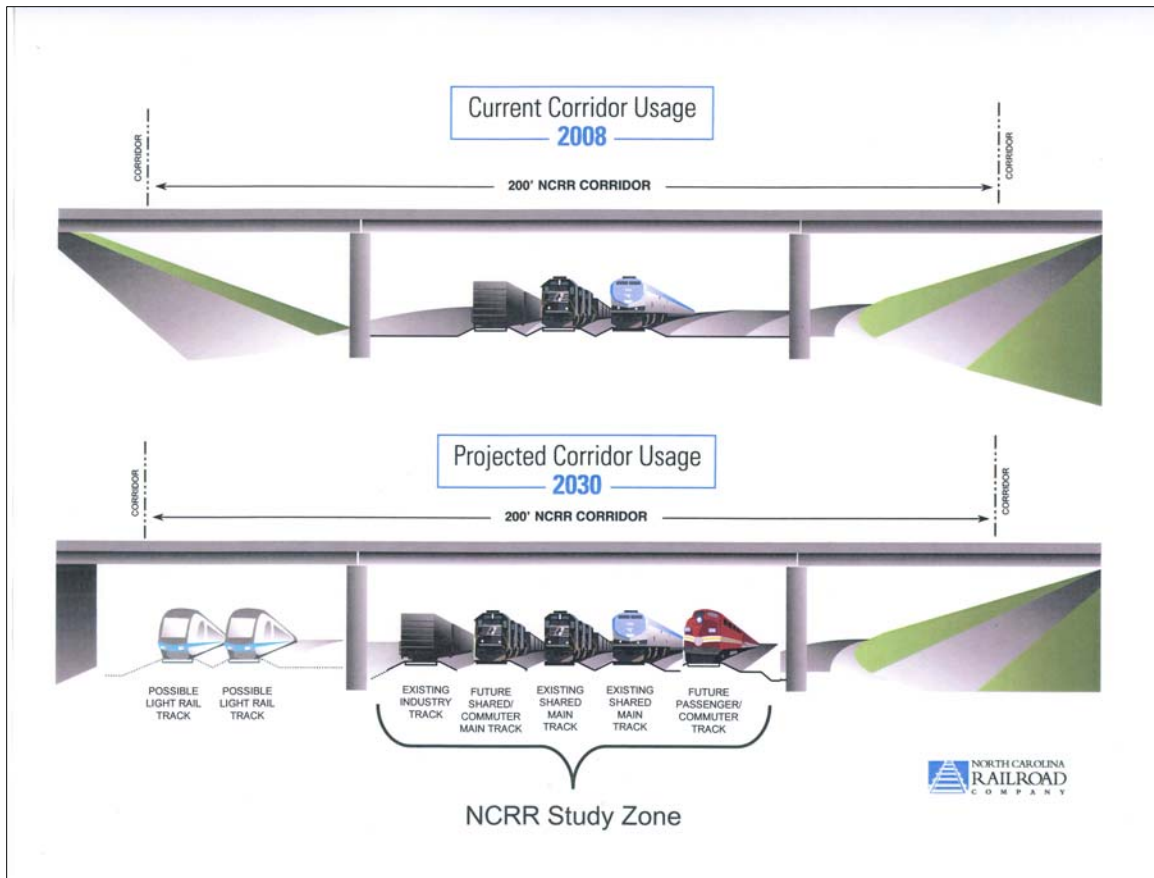 Current Corridor Usage
2008
CORRIDOR
CORRIDOR
200' NCRR CORRIDOR
Projected Corridor Usage
2030
CORRIDOR
CORRIDOR
200' NCRR CORRIDOR
POSSIBLE
LIGHT RAIL
TRACK
POSSIBLE
LIGHT RAIL
TRACK
EXISTING
INDUSTRY
TRACK
FUTURE
SHARED/
COMMUTER
MAIN TRACK
EXISTING
SHARED
MAIN
TRACK
EXISTING
SHARED
MAIN
TRACK
FUTURE
PASSENGER/
COMMUTER
TRACK
NCRR Study Zone
NORTH CAROLINA
RAILROAD
COMPANY